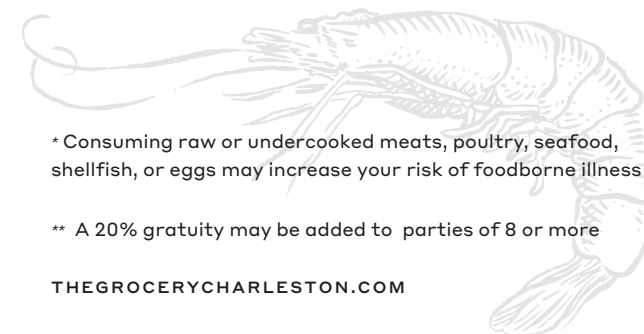 * Consuming raw or undercooked meats, poultry, seafood,
shellfish, or eggs may increase your risk of foodborne illness
** A 20% gratuity may be added to parties of 8 or more
THEGROCERYCHARLESTON.COM